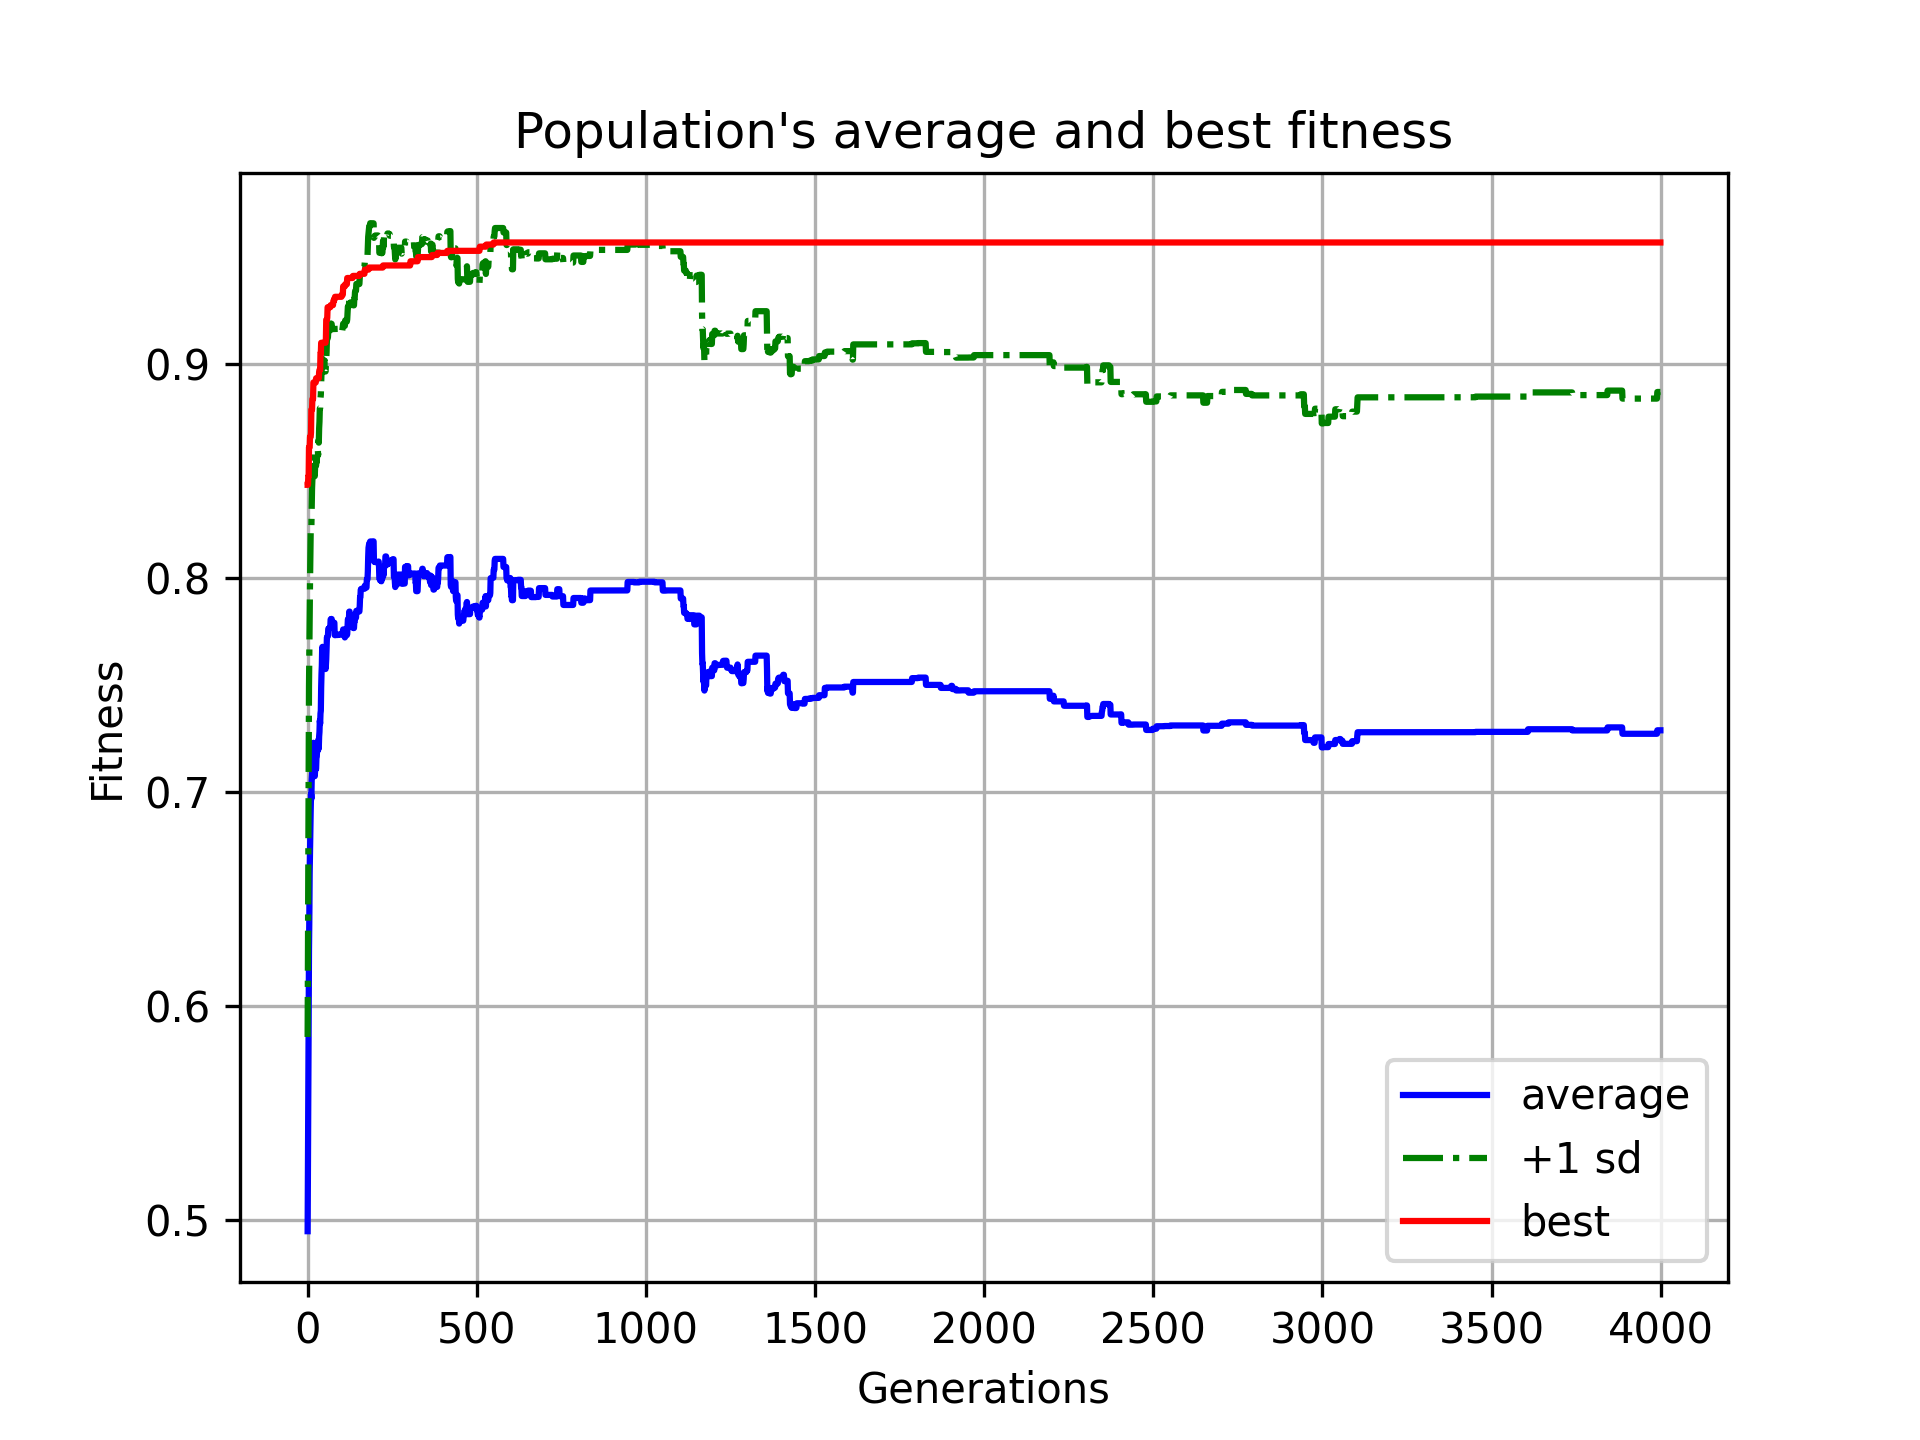 Population's average and best fitness
Fitness
0.9
0.8
0.7
0.6
0.5
average
+1 sd
best
0 500 1000 1500 2000 2500 3000 3500 4000
Generations